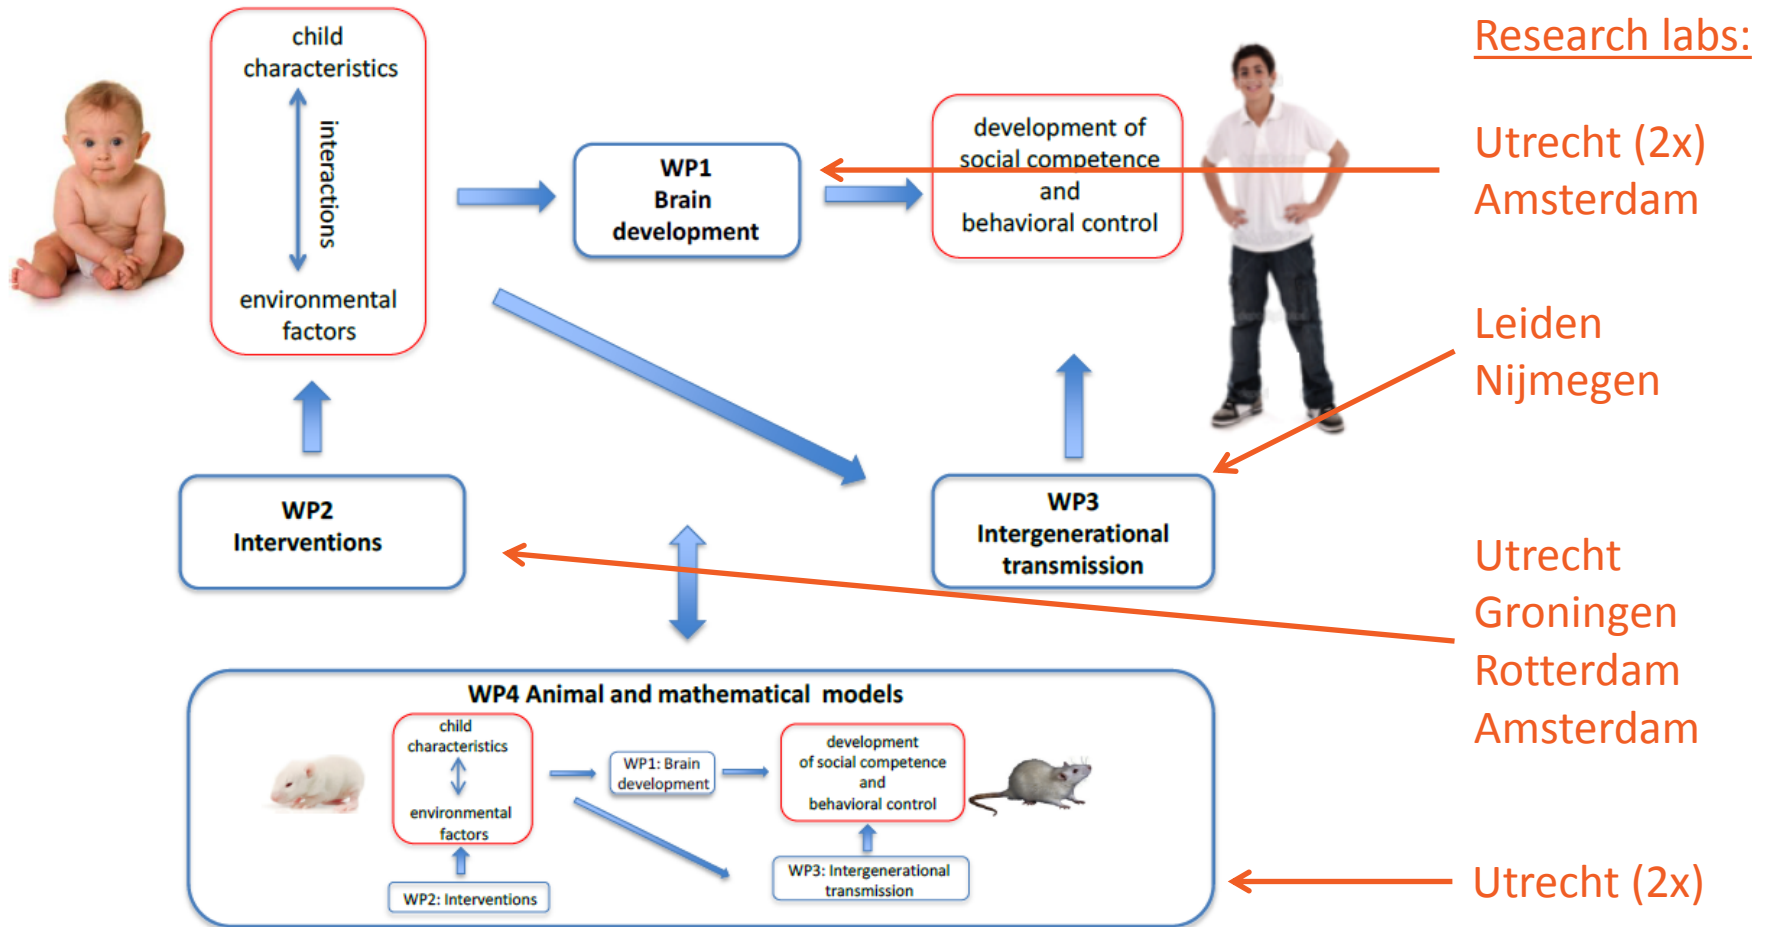 child
characteristics
interactions
environmental
factors
WP1
Brain
development
development of
social competence
and
behavioral control
WP2
Interventions
WP3
Intergenerational
transmission
WP4 Animal and mathematical models
child
characteristics
environmental
factors
WP1: Brain
development
development
of social competence
and
behavioral control
WP2: Interventions
WP3: Intergenerational
transmission
Research labs:
Utrecht (2x)
Amsterdam
Leiden
Nijmegen
Utrecht
Groningen
Rotterdam
Amsterdam
Utrecht (2x)